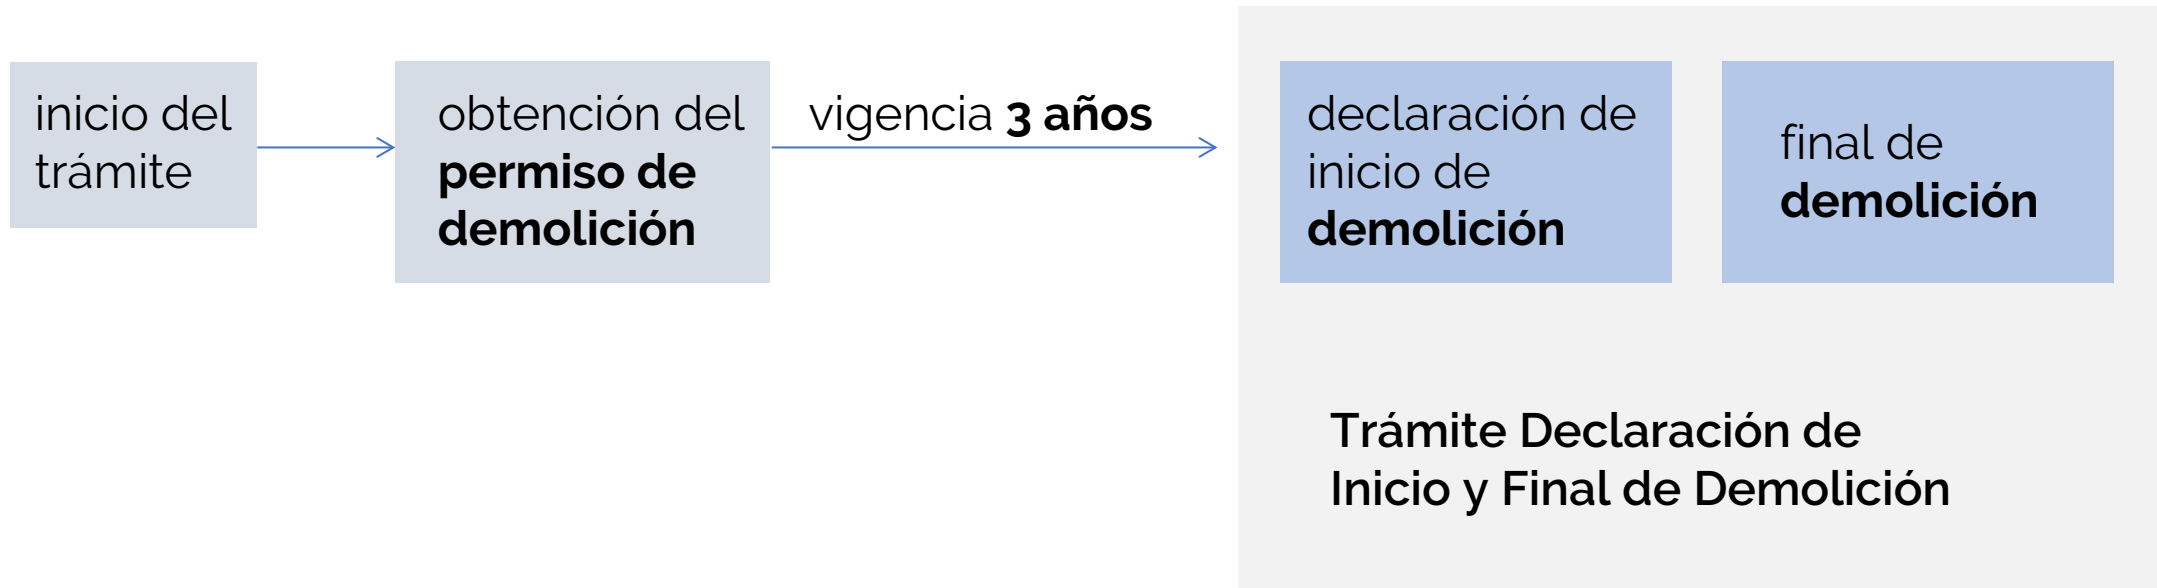 inicio del
trámite
obtención del
permiso de
demolición
vigencia 3 años
declaración de
inicio de
demolición
final de
demolición
Trámite Declaración de
Inicio y Final de Demolición